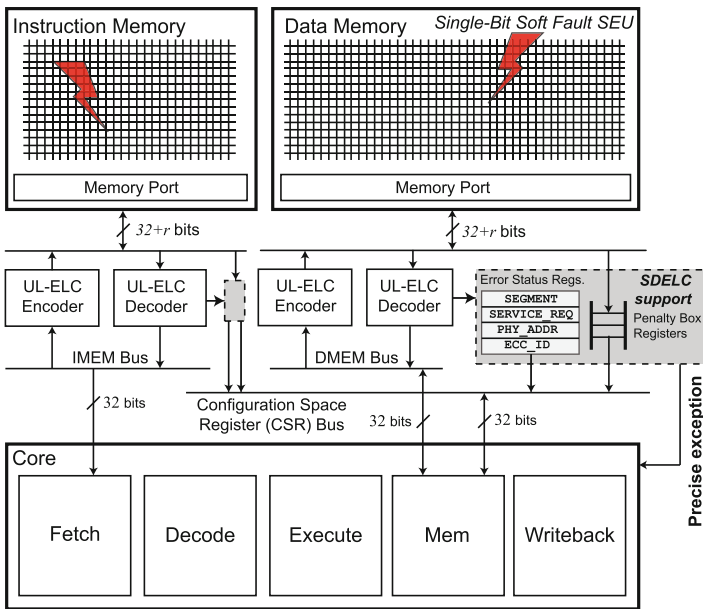 Instruction Memory
Data Memory
Single-Bit Soft Fault SEU
Memory Port
Memory Port
32+r bits
32+r bits
UL-ELC
Encoder
UL-ELC
Decoder
UL-ELC
Encoder
UL-ELC
Decoder
Error Status Regs.
SEGMENT
SERVICE_REQ
PHY_ADDR
ECC_ID
SDELC
support
Penalty Box
Registers
IMEM Bus
DMEM Bus
32 bits
Configuration Space
Register (CSR) Bus
32 bits
32 bits
Precise exception
Core
Fetch
Decode
Execute
Mem
Writeback